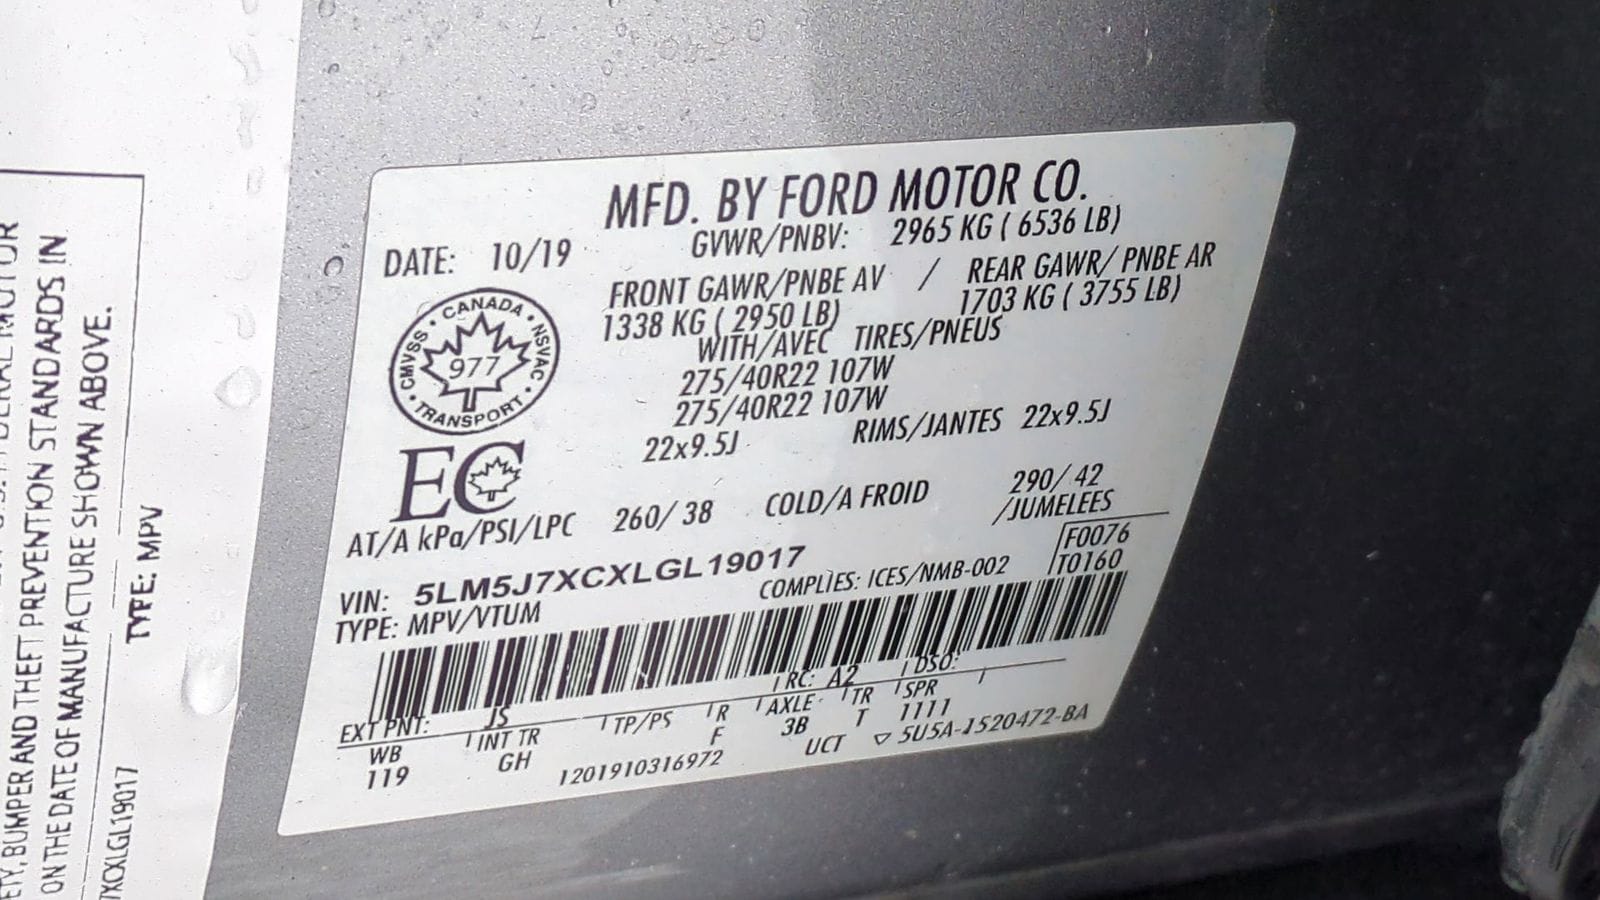 MFD. BY FORD MOTOR CO.
DATE: 10/19 GVWR/PNBV: 2965 KG ( 6536 LB)
FRONT GAWR/PNBE AV / REAR GAWR/ PNBE AR
1338 KG ( 2950 LB) 1703 KG ( 3755 LB)
WITH/AVEC TIRES/PNEUS
275/40R22 107W
275/40R22 107W
22x9.5J RIMS/JANTES 22x9.5J
CANADA • NSVAC • TRANSPORT • CMVSS •
977
EC
AT/A kPa/PSI/LPC 260/ 38 COLD/A FROID 290/ 42
/JUMELEES
F0076
T0160
VIN: 5LM5J7XCXLGL19017
COMPLIES: ICES/NMB-002
TYPE: MPV/VTUM
RC: A2 DSO:
EXT PNT: JS
WB INT TR TP/PS R AXLE TR SPR
119 GH F 3B T 1111
1201910316972 UCT ▽ 5U5A-1520472-BA
ETY, BUMPER AND THEFT PREVENTION STANDARDS IN
ON THE DATE OF MANUFACTURE SHOWN ABOVE.
7XCXLGL19017 TYPE: MPV